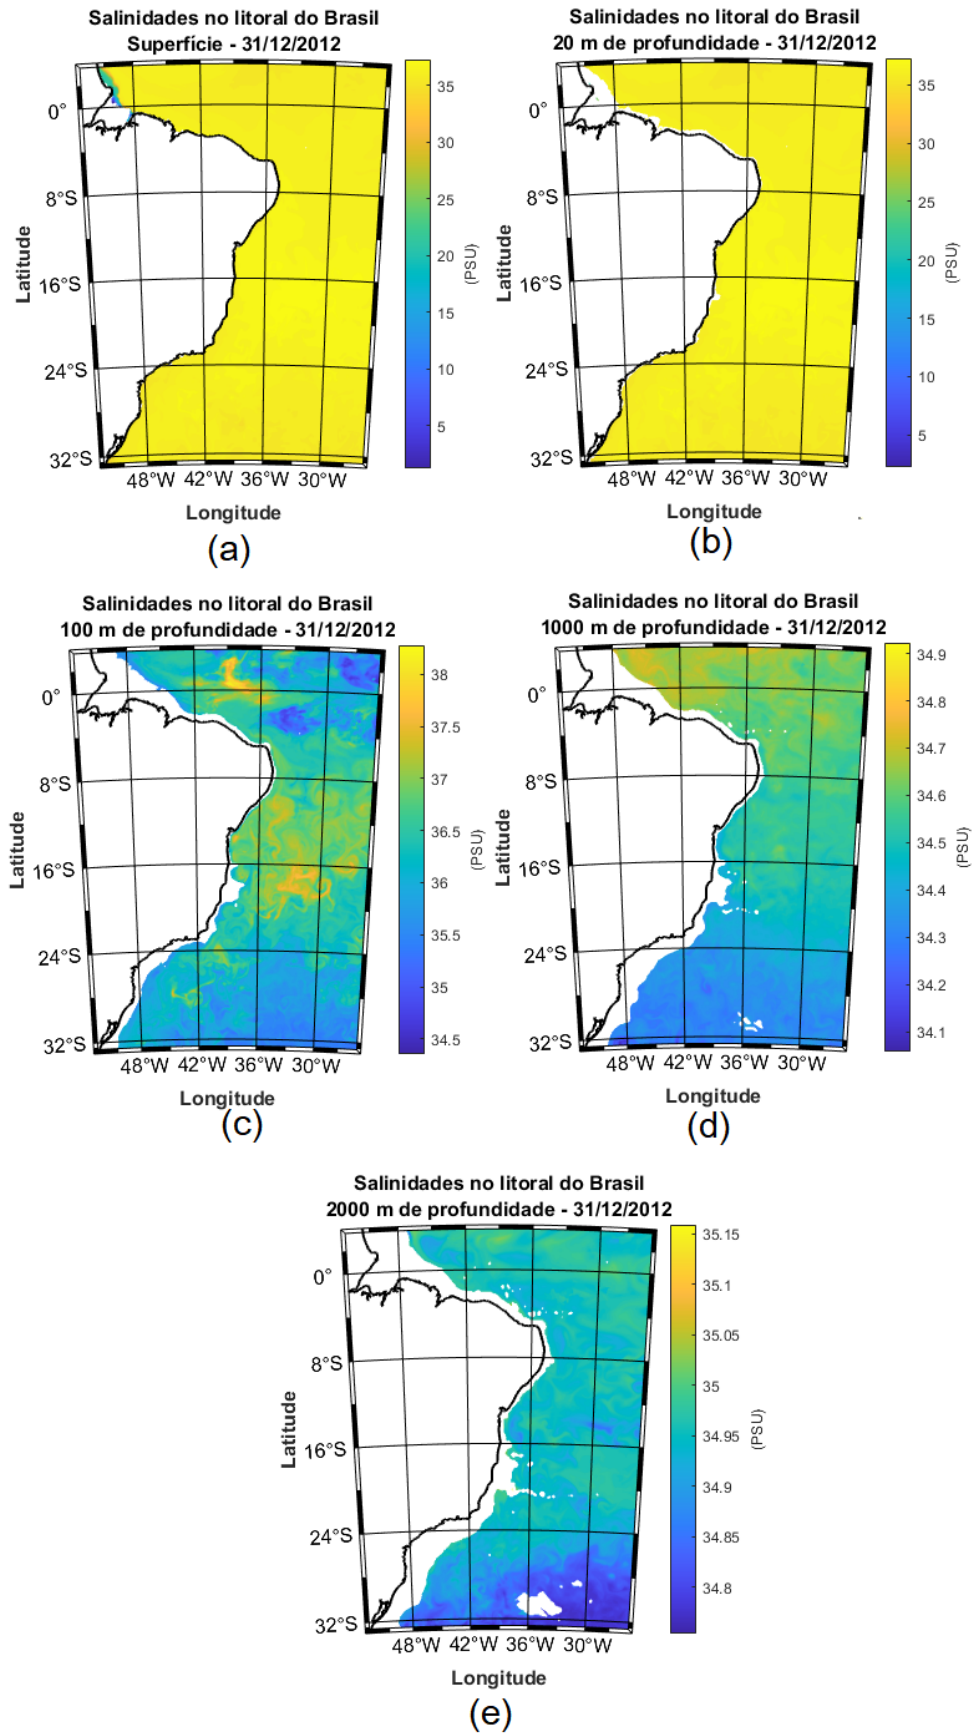 Salinidades no litoral do Brasil
Superfície - 31/12/2012
0°
8°S
16°S
24°S
32°S
Latitude
48°W 42°W 36°W 30°W
Longitude
35
30
25
20
15
10
5
(PSU)
(a)
Salinidades no litoral do Brasil
20 m de profundidade - 31/12/2012
0°
8°S
16°S
24°S
32°S
Latitude
48°W 42°W 36°W 30°W
Longitude
35
30
25
20
15
10
5
(PSU)
(b)
Salinidades no litoral do Brasil
100 m de profundidade - 31/12/2012
0°
8°S
16°S
24°S
32°S
Latitude
48°W 42°W 36°W 30°W
Longitude
38
37.5
37
36.5
36
35.5
35
34.5
(PSU)
(c)
Salinidades no litoral do Brasil
1000 m de profundidade - 31/12/2012
0°
8°S
16°S
24°S
32°S
Latitude
48°W 42°W 36°W 30°W
Longitude
34.9
34.8
34.7
34.6
34.5
34.4
34.3
34.2
34.1
(PSU)
(d)
Salinidades no litoral do Brasil
2000 m de profundidade - 31/12/2012
0°
8°S
16°S
24°S
32°S
Latitude
48°W 42°W 36°W 30°W
Longitude
35.15
35.1
35.05
35
34.95
34.9
34.85
34.8
(PSU)
(e)